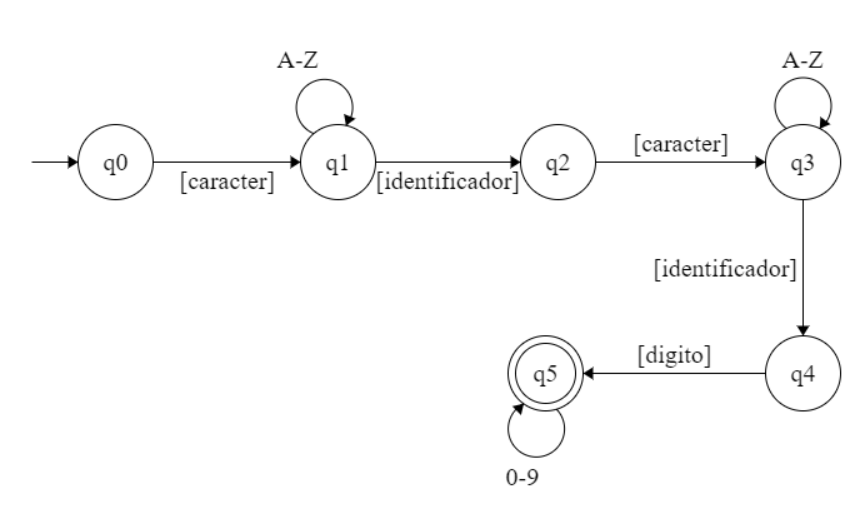 A-Z
A-Z
q0
[caracter]
q1
[identificador]
q2
[caracter]
q3
[identificador]
q4
[digito]
q5
0-9